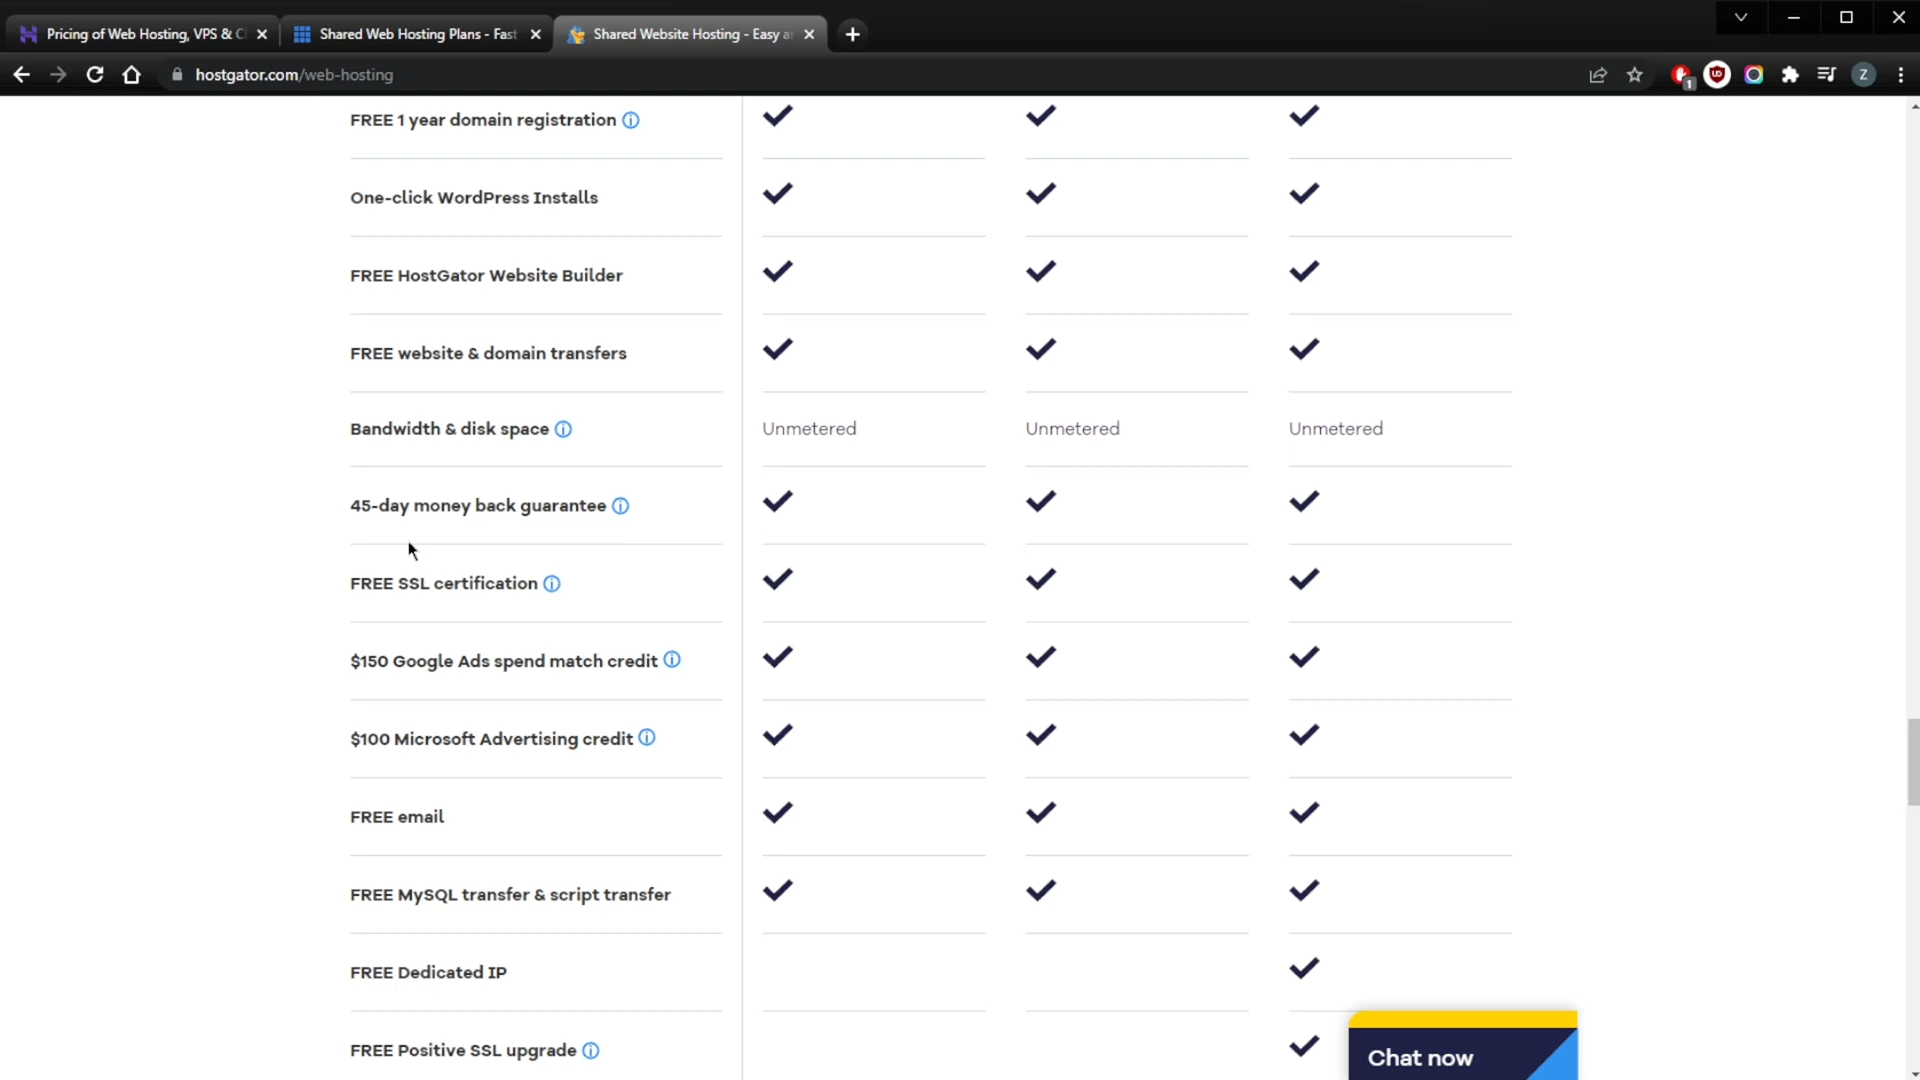 Pricing of Web Hosting, VPS & C
Shared Web Hosting Plans - Fast
Shared Website Hosting - Easy a
hostgator.com/web-hosting
1
Z
FREE 1 year domain registration
One-click WordPress Installs
FREE HostGator Website Builder
FREE website & domain transfers
Bandwidth & disk space Unmetered Unmetered Unmetered
45-day money back guarantee
FREE SSL certification
$150 Google Ads spend match credit
$100 Microsoft Advertising credit
FREE email
FREE MySQL transfer & script transfer
FREE Dedicated IP
FREE Positive SSL upgrade
Chat now